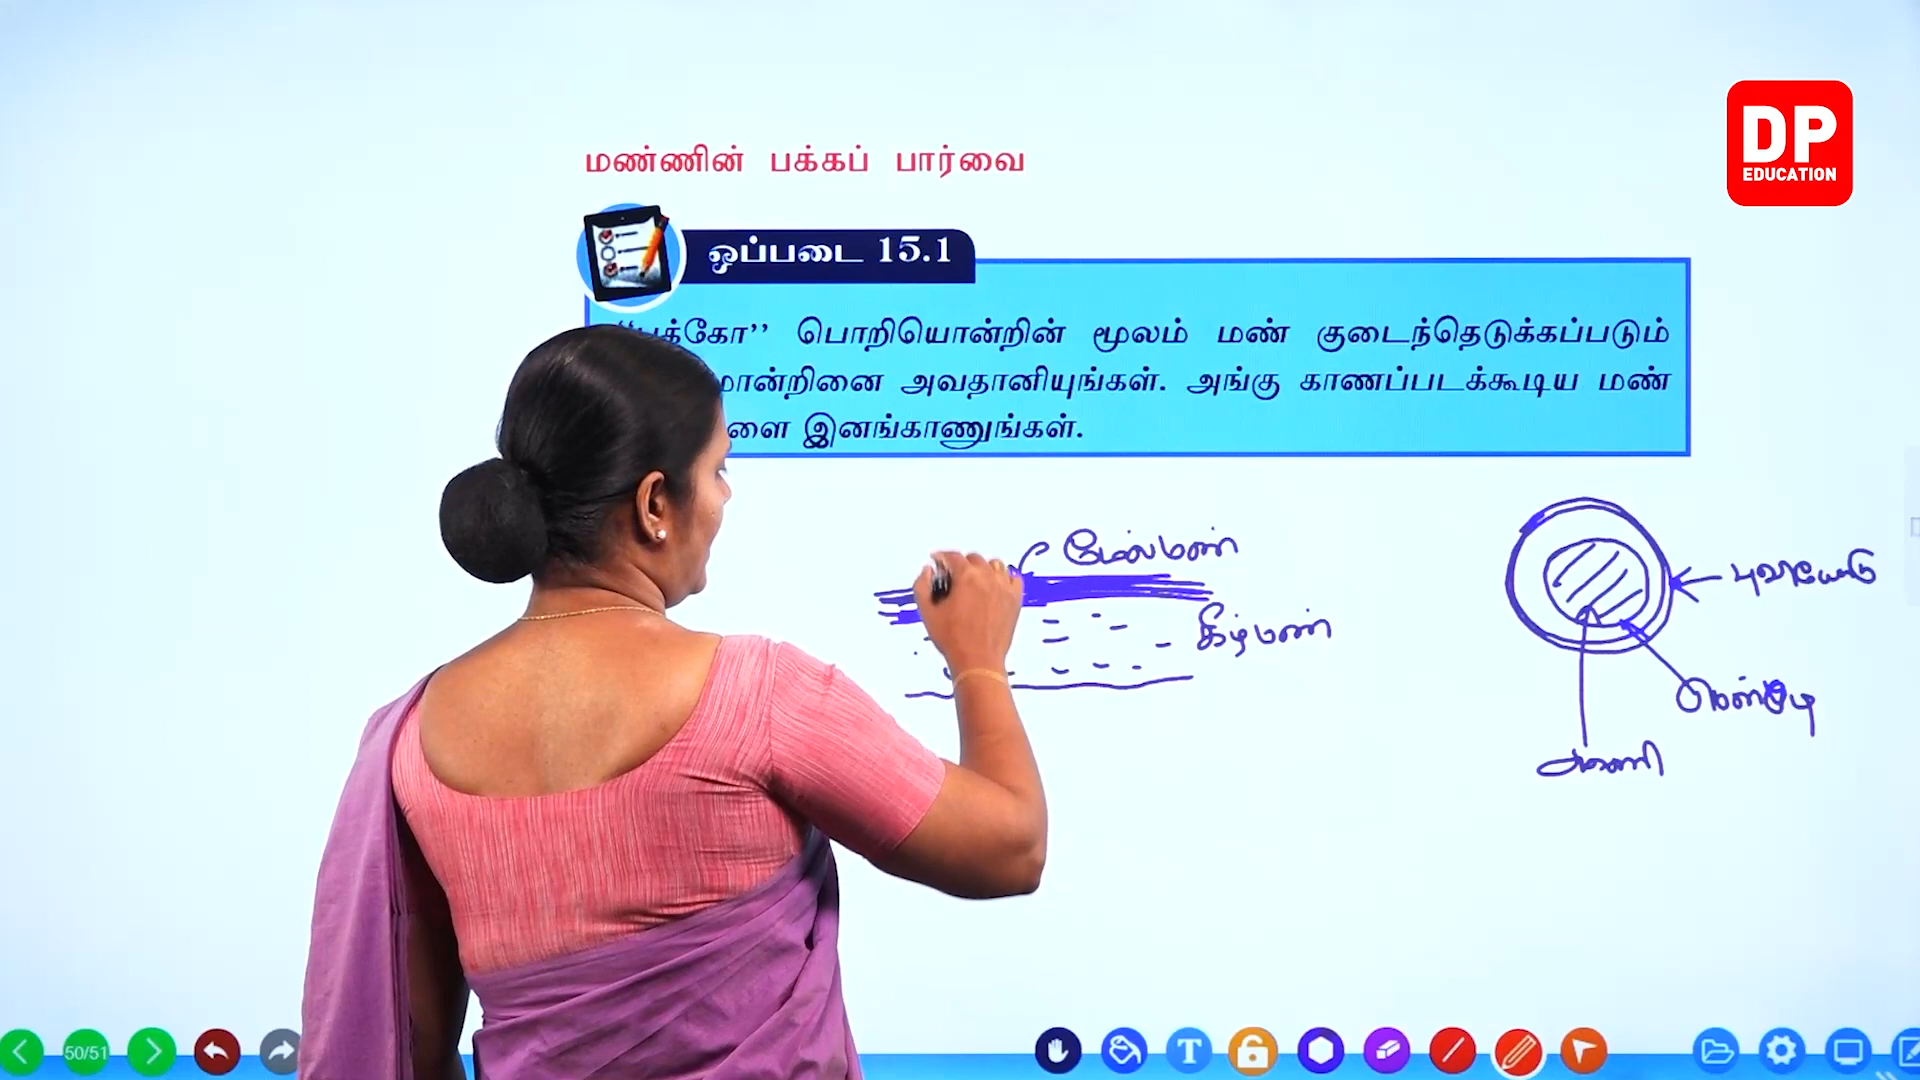 DP
EDUCATION
மண்ணின் பக்கப் பார்வை
ஒப்படை 15.1
பொறியொன்றின் மூலம் மண் குடைந்தெடுக்கப்படும்
அவதானியுங்கள். அங்கு காணப்படக்கூடிய மண்
இனங்காணுங்கள்.
மேல்மண்
கீழ்மண்
புவியோடு
மென்மூடி
அகணி
50/51